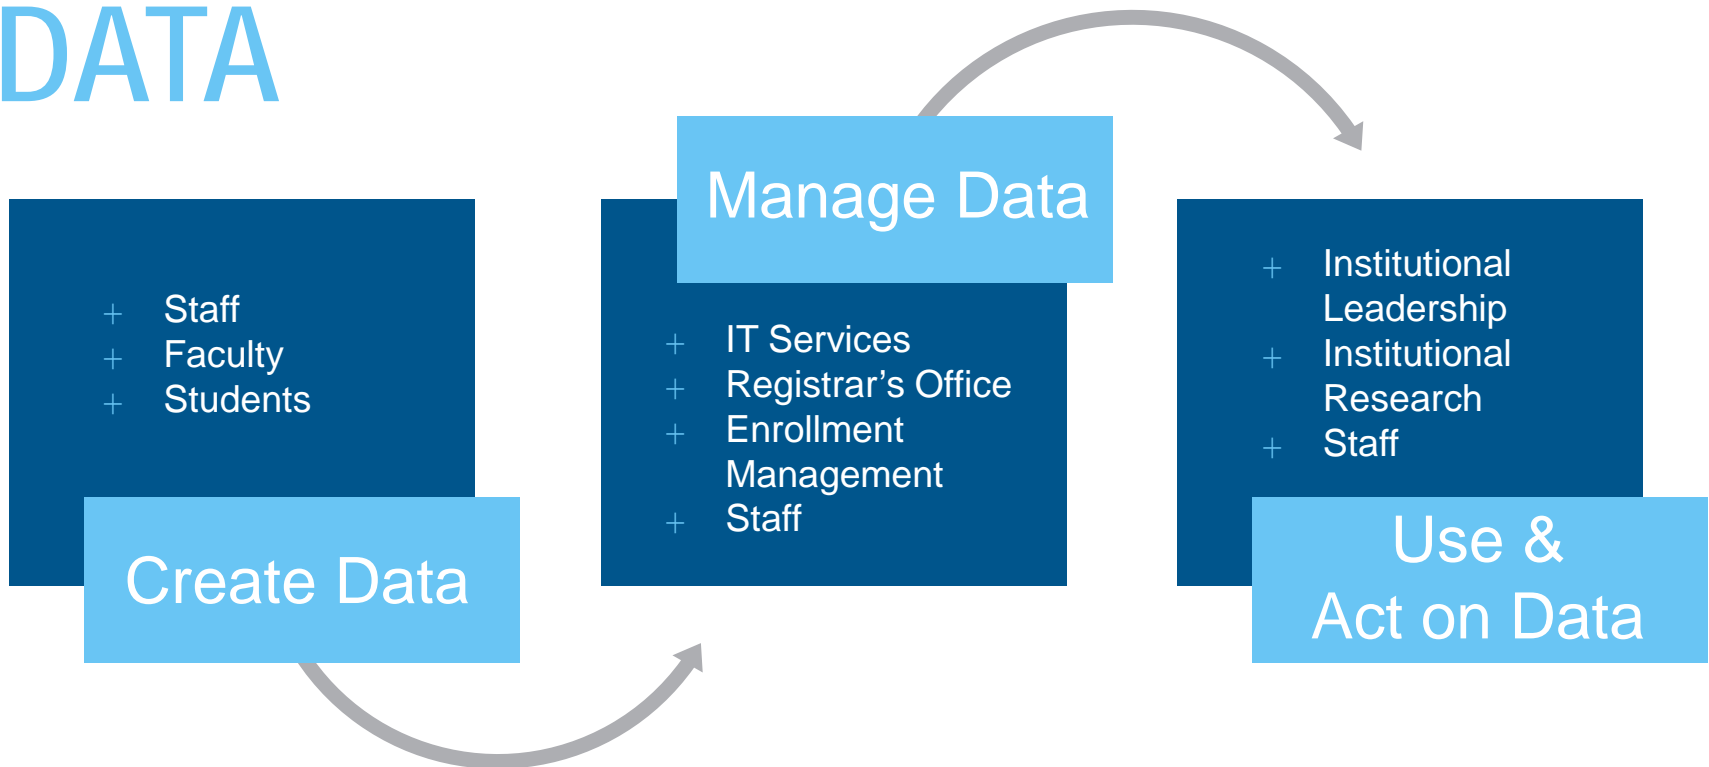 DATA
+ Staff
+ Faculty
+ Students
Create Data
Manage Data
+ IT Services
+ Registrar’s Office
+ Enrollment
Management
+ Staff
+ Institutional
Leadership
+ Institutional
Research
+ Staff
Use &
Act on Data